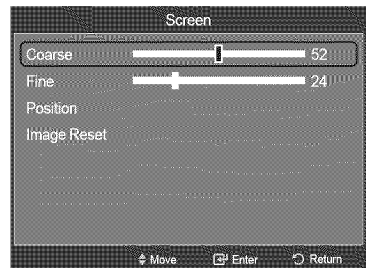 Screen
Coarse 52
Fine 24
Position
Image Reset
Move Enter Return